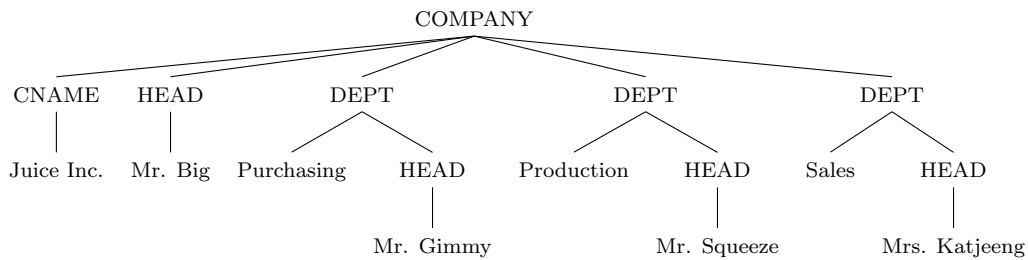 COMPANY
CNAME HEAD DEPT DEPT DEPT
Juice Inc. Mr. Big Purchasing HEAD Production HEAD Sales HEAD
Mr. Gimmy Mr. Squeeze Mrs. Katjeeng